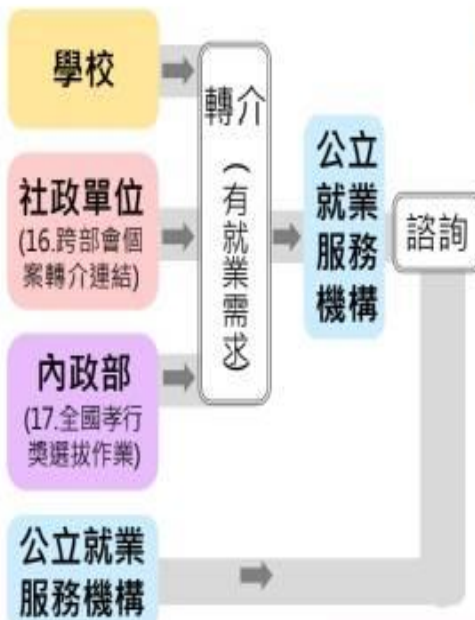 學校
社政單位
(16.跨部會個
案轉介連結)
內政部
(17.全國孝行
獎選拔作業)
公立就業
服務機構
轉介
（有就業需求）
公立
就業
服務
機構
諮詢